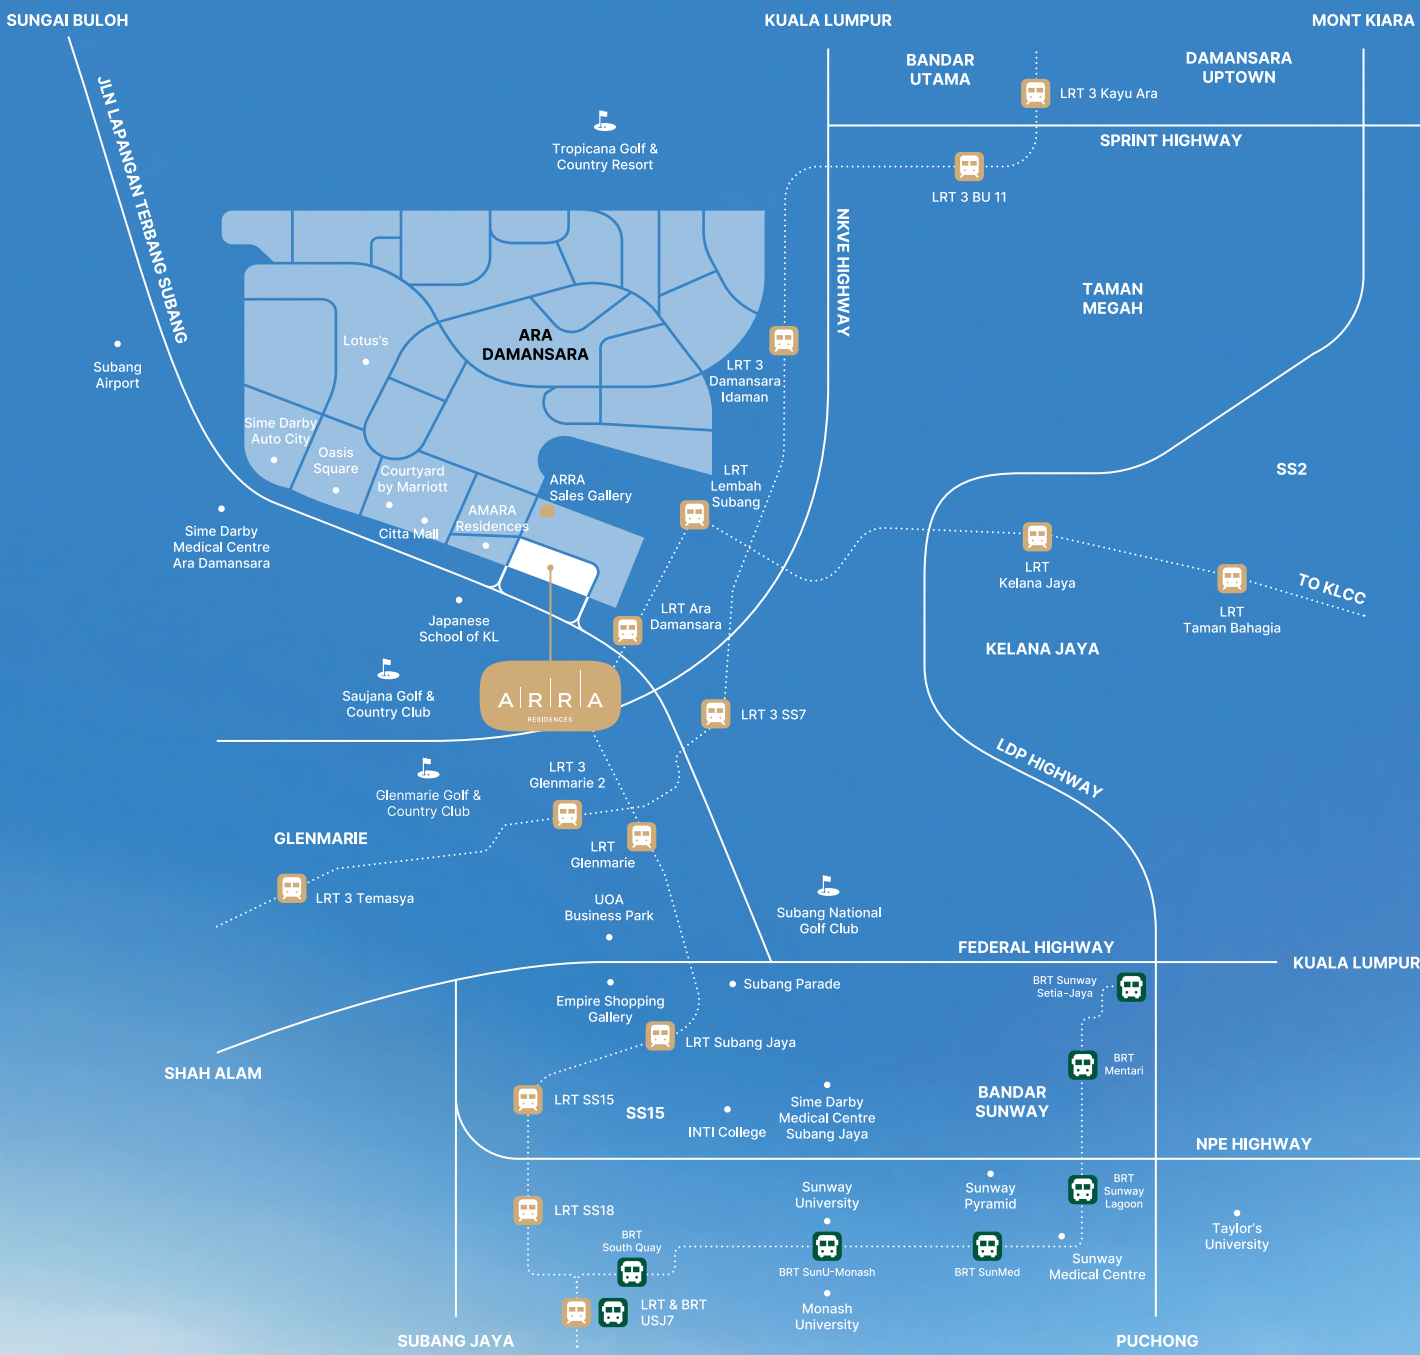 SUNGAI BULOH
KUALA LUMPUR
MONT KIARA
BANDAR
UTAMA
DAMANSARA
UPTOWN
LRT 3 Kayu Ara
JLN LAPANGAN TERBANG SUBANG
Tropicana Golf &
Country Resort
SPRINT HIGHWAY
LRT 3 BU 11
NKVE HIGHWAY
TAMAN
MEGAH
ARA
DAMANSARA
Lotus's
Subang
Airport
LRT 3
Damansara
Idaman
Sime Darby
Auto City
Oasis
Square
Courtyard
by Marriott
ARRA
Sales Gallery
LRT
Lembah
Subang
SS2
AMARA
Residences
Citta Mall
Sime Darby
Medical Centre
Ara Damansara
LRT
Kelana Jaya
TO KLCC
LRT
Taman Bahagia
Japanese
School of KL
LRT Ara
Damansara
KELANA JAYA
Saujana Golf &
Country Club
A|R|R|A
RESIDENCES
LRT 3 SS7
LDP HIGHWAY
LRT 3
Glenmarie 2
Glenmarie Golf &
Country Club
GLENMARIE
LRT
Glenmarie
LRT 3 Temasya
UOA
Business Park
Subang National
Golf Club
FEDERAL HIGHWAY
KUALA LUMPUR
Subang Parade
BRT Sunway
Setia-Jaya
Empire Shopping
Gallery
LRT Subang Jaya
SHAH ALAM
BRT
Mentari
LRT SS15
SS15
INTI College
Sime Darby
Medical Centre
Subang Jaya
BANDAR
SUNWAY
NPE HIGHWAY
LRT SS18
Sunway
University
Sunway
Pyramid
BRT
Sunway
Lagoon
Taylor's
University
BRT
South Quay
BRT SunU-Monash
BRT SunMed
Sunway
Medical Centre
LRT & BRT
USJ7
Monash
University
SUBANG JAYA
PUCHONG